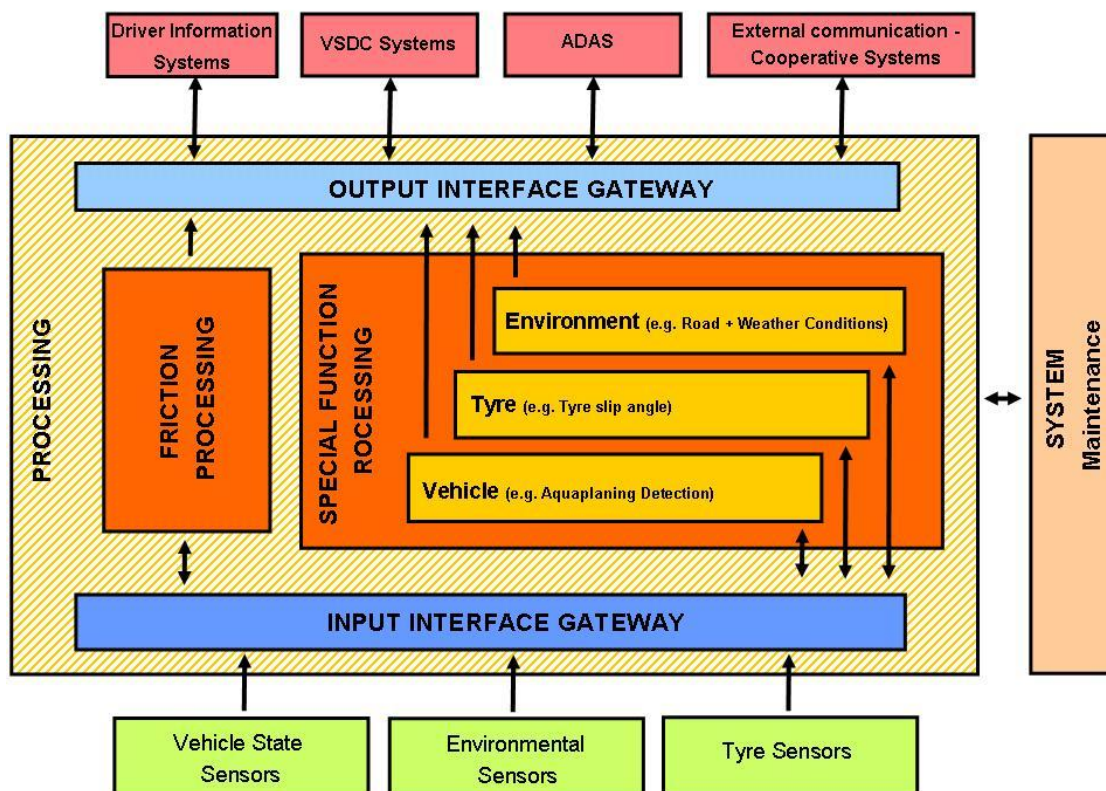 Driver Information
Systems
VSDC Systems
ADAS
External communication -
Cooperative Systems
OUTPUT INTERFACE GATEWAY
PROCESSING
FRICTION
PROCESSING
SPECIAL FUNCTION
ROCESSING
Environment (e.g. Road + Weather Conditions)
Tyre (e.g. Tyre slip angle)
Vehicle (e.g. Aquaplaning Detection)
SYSTEM
Maintenance
INPUT INTERFACE GATEWAY
Vehicle State
Sensors
Environmental
Sensors
Tyre Sensors